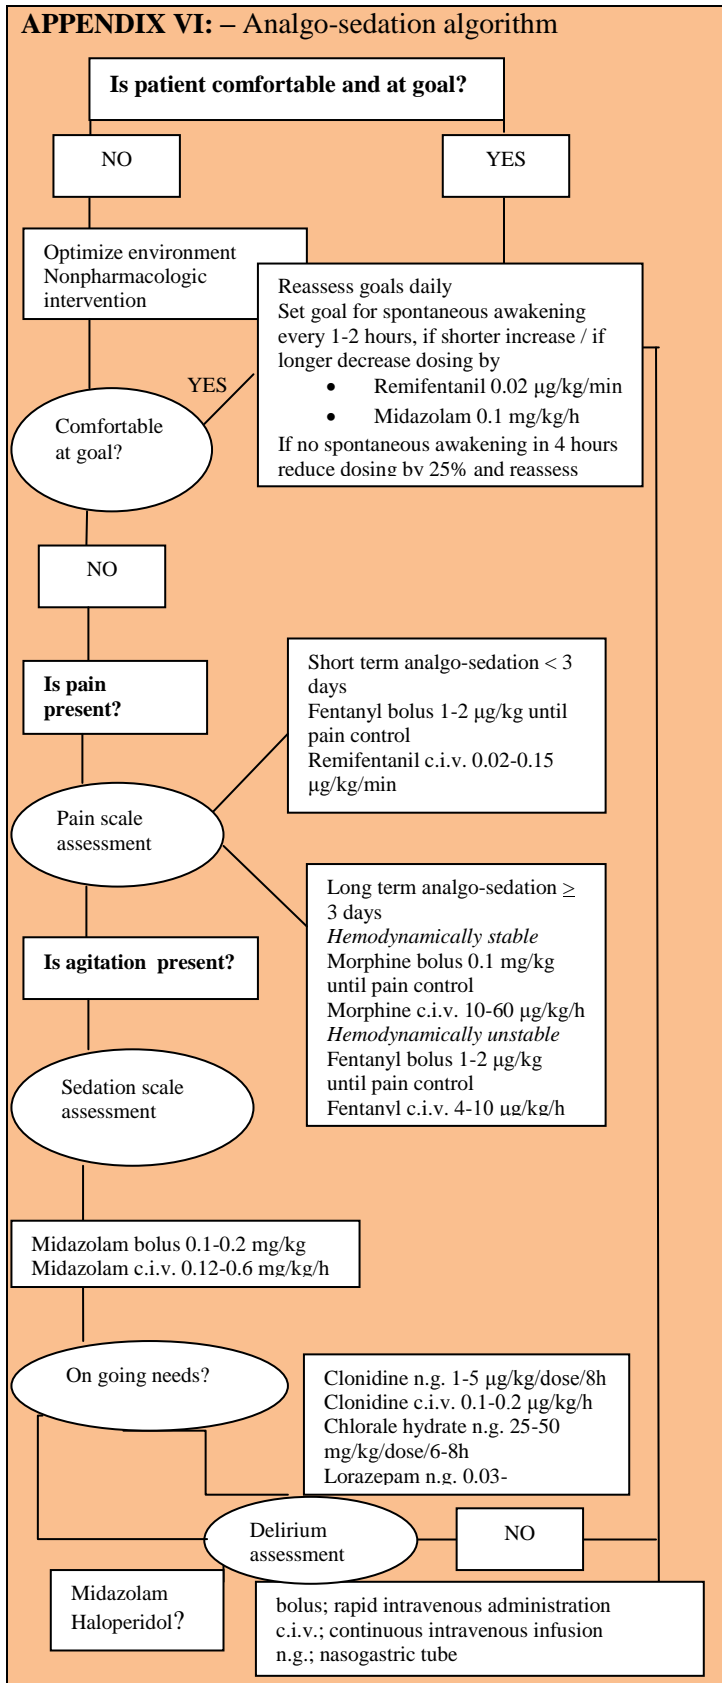 APPENDIX VI: – Analgo-sedation algorithm
Is patient comfortable and at goal?
NO
YES
Optimize environment
Nonpharmacologic
intervention
Reassess goals daily
Set goal for spontaneous awakening
every 1-2 hours, if shorter increase / if
longer decrease dosing by
• Remifentanil 0.02 μg/kg/min
• Midazolam 0.1 mg/kg/h
If no spontaneous awakening in 4 hours
reduce dosing by 25% and reassess
YES
Comfortable
at goal?
NO
Is pain
present?
Short term analgo-sedation < 3
days
Fentanyl bolus 1-2 μg/kg until
pain control
Remifentanil c.i.v. 0.02-0.15
μg/kg/min
Pain scale
assessment
Long term analgo-sedation ≥
3 days
Hemodynamically stable
Morphine bolus 0.1 mg/kg
until pain control
Morphine c.i.v. 10-60 μg/kg/h
Hemodynamically unstable
Fentanyl bolus 1-2 μg/kg
until pain control
Fentanyl c.i.v. 4-10 μg/kg/h
Is agitation present?
Sedation scale
assessment
Midazolam bolus 0.1-0.2 mg/kg
Midazolam c.i.v. 0.12-0.6 mg/kg/h
On going needs?
Clonidine n.g. 1-5 μg/kg/dose/8h
Clonidine c.i.v. 0.1-0.2 μg/kg/h
Chlorale hydrate n.g. 25-50
mg/kg/dose/6-8h
Lorazepam n.g. 0.03-
Delirium
assessment
NO
Midazolam
Haloperidol?
bolus; rapid intravenous administration
c.i.v.; continuous intravenous infusion
n.g.; nasogastric tube